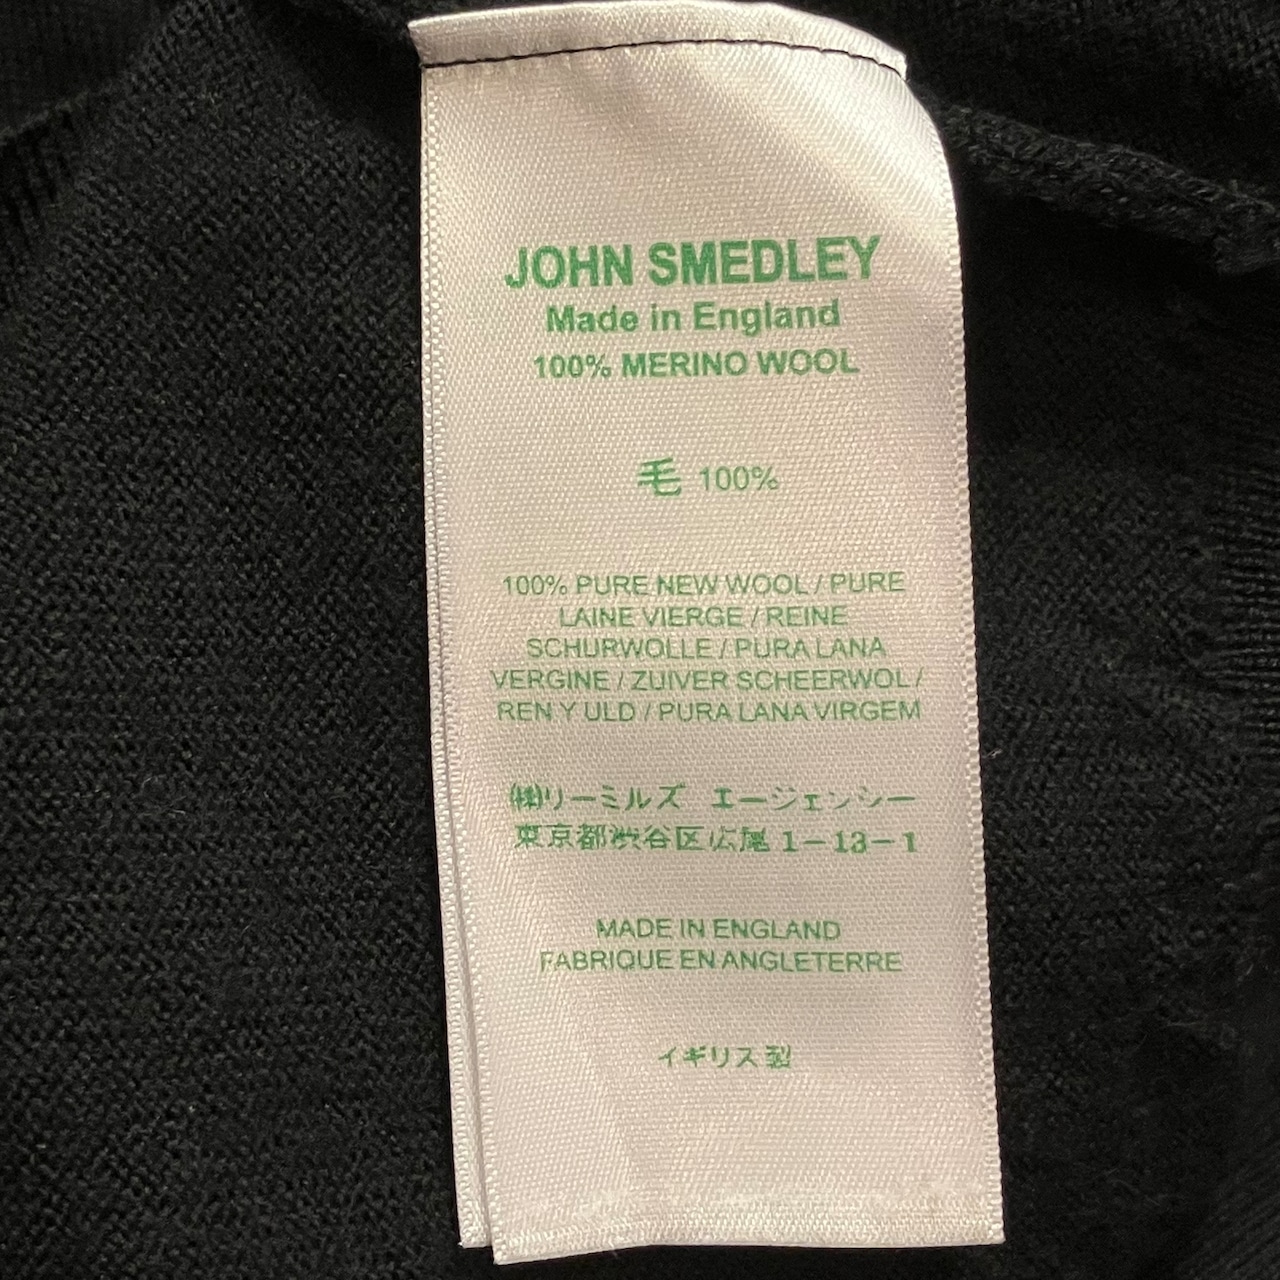 JOHN SMEDLEY
Made in England
100% MERINO WOOL
毛 100%
100% PURE NEW WOOL / PURE
LAINE VIERGE / REINE
SCHURWOLLE / PURA LANA
VERGINE / ZUIVER SCHEERWOL /
REN Y ULD / PURA LANA VIRGEM
㈱リーミルズ エージェンシー
東京都渋谷区広尾1-13-1
MADE IN ENGLAND
FABRIQUE EN ANGLETERRE
イギリス製